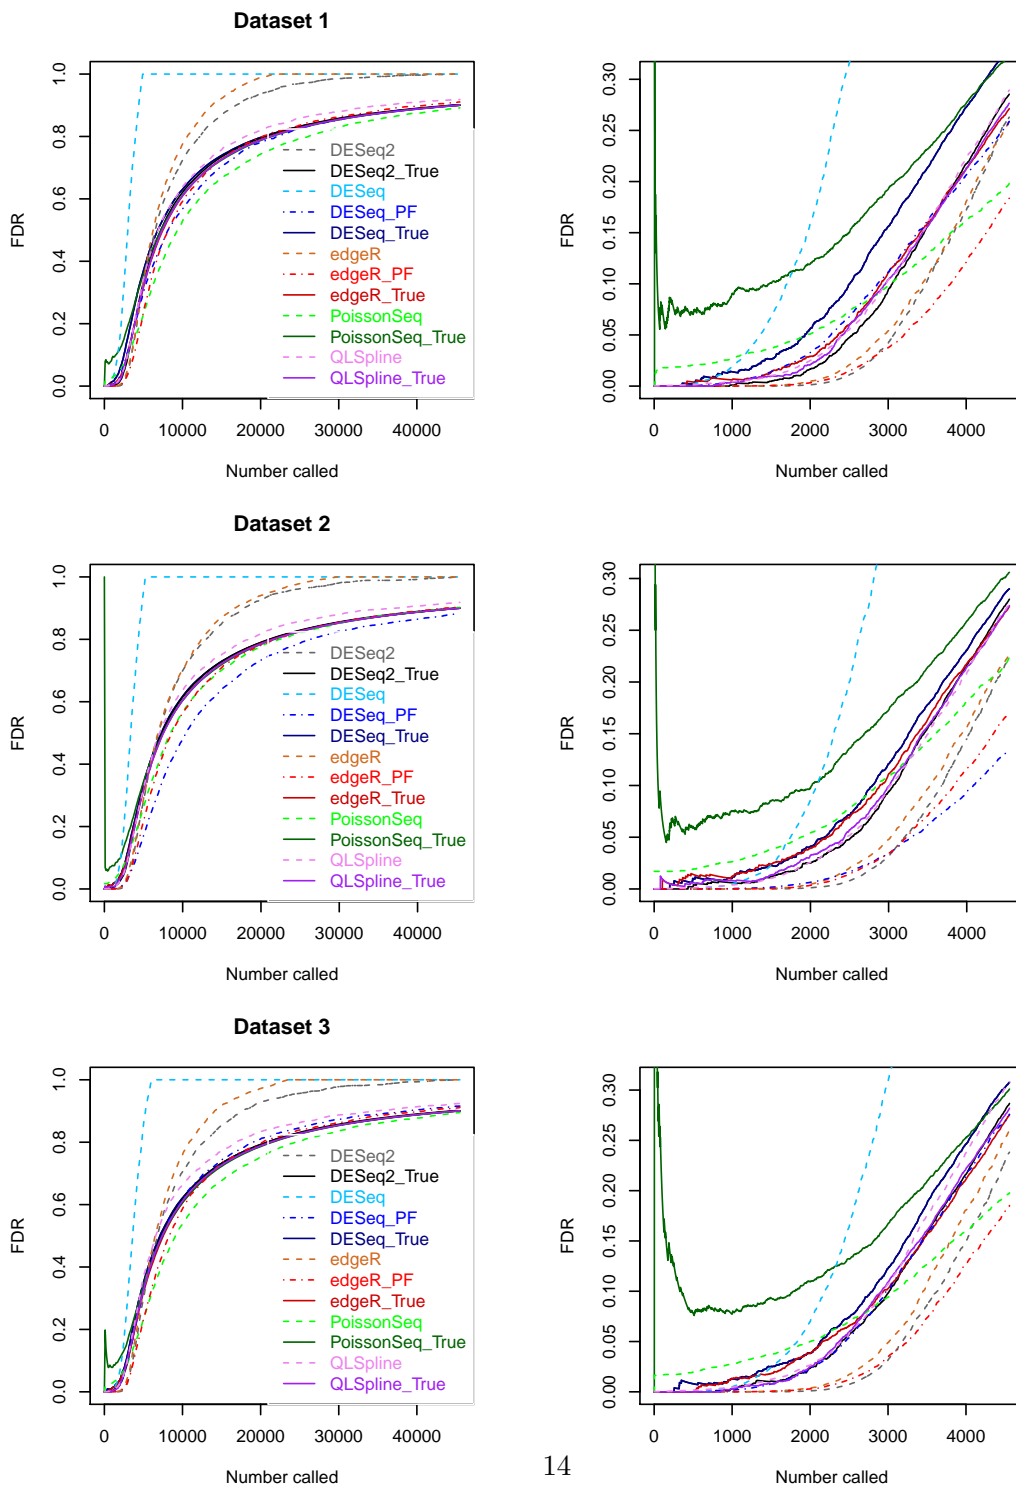 Dataset 1
FDR
0.0 0.2 0.4 0.6 0.8 1.0
0 10000 20000 30000 40000
Number called
DESeq2
DESeq2_True
DESeq
DESeq_PF
DESeq_True
edgeR
edgeR_PF
edgeR_True
PoissonSeq
PoissonSeq_True
QLSpline
QLSpline_True
FDR
0.00 0.05 0.10 0.15 0.20 0.25 0.30
0 1000 2000 3000 4000
Number called
Dataset 2
FDR
0.0 0.2 0.4 0.6 0.8 1.0
0 10000 20000 30000 40000
Number called
DESeq2
DESeq2_True
DESeq
DESeq_PF
DESeq_True
edgeR
edgeR_PF
edgeR_True
PoissonSeq
PoissonSeq_True
QLSpline
QLSpline_True
FDR
0.00 0.05 0.10 0.15 0.20 0.25 0.30
0 1000 2000 3000 4000
Number called
Dataset 3
FDR
0.0 0.2 0.4 0.6 0.8 1.0
0 10000 20000 30000 40000
Number called
DESeq2
DESeq2_True
DESeq
DESeq_PF
DESeq_True
edgeR
edgeR_PF
edgeR_True
PoissonSeq
PoissonSeq_True
QLSpline
QLSpline_True
FDR
0.00 0.05 0.10 0.15 0.20 0.25 0.30
0 1000 2000 3000 4000
Number called
14